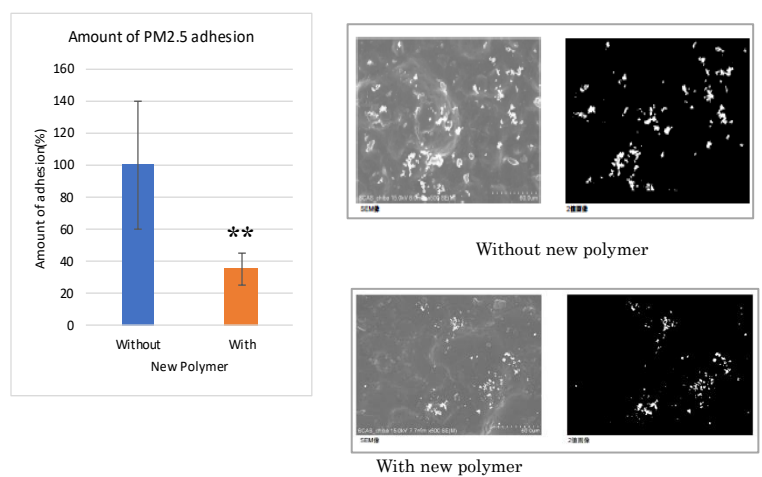 Amount of PM2.5 adhesion
160
140
120
100
80
60
40
20
0
Amount of adhesion(%)
**
Without
With
New Polymer
SEM像
2値画像
Without new polymer
SEM像
2値画像
With new polymer